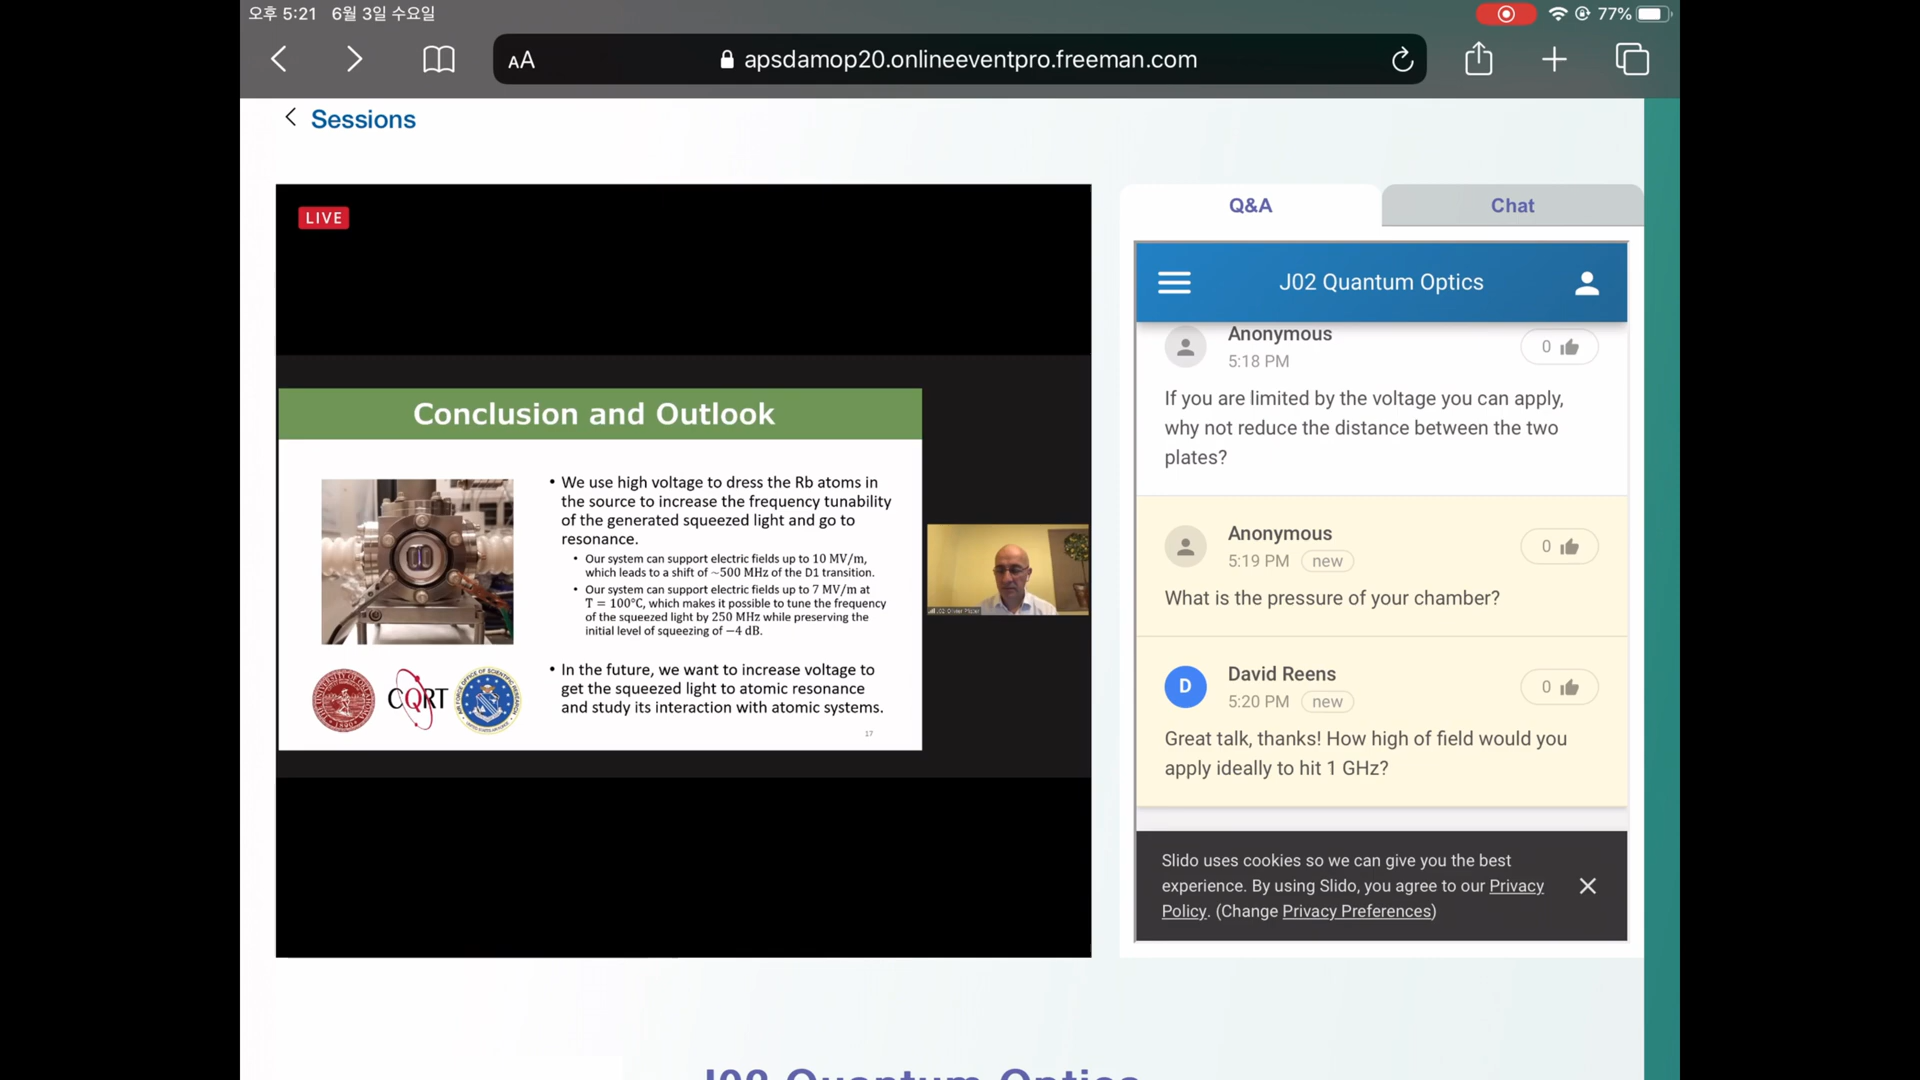 오후 5:21 6월 3일 수요일
77%
AA
apsdamop20.onlineeventpro.freeman.com
Sessions
LIVE
Conclusion and Outlook
• We use high voltage to dress the Rb atoms in
the source to increase the frequency tunability
of the generated squeezed light and go to
resonance.
• Our system can support electric fields up to 10 MV/m,
which leads to a shift of ~500 MHz of the D1 transition.
• Our system can support electric fields up to 7 MV/m at
T = 100°C, which makes it possible to tune the frequency
of the squeezed light by 250 MHz while preserving the
initial level of squeezing of −4 dB.
• In the future, we want to increase voltage to
get the squeezed light to atomic resonance
and study its interaction with atomic systems.
CQRT
17
Q&A
Chat
J02 Quantum Optics
Anonymous
5:18 PM
0
If you are limited by the voltage you can apply,
why not reduce the distance between the two
plates?
Anonymous
5:19 PM new
0
What is the pressure of your chamber?
D
David Reens
5:20 PM new
0
Great talk, thanks! How high of field would you
apply ideally to hit 1 GHz?
Slido uses cookies so we can give you the best
experience. By using Slido, you agree to our Privacy
Policy. (Change Privacy Preferences)
J02 Quantum Optics